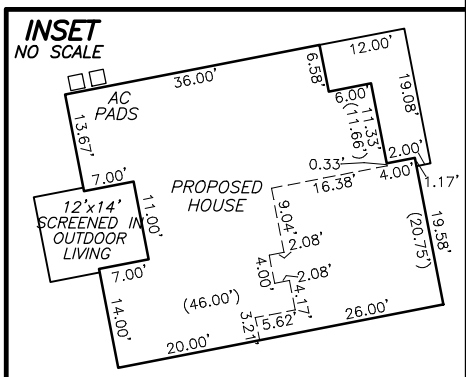 INSET
NO SCALE
12.00'
36.00'
6.58'
AC
PADS
6.00'
19.08'
13.67'
11.33'
(11.66')
2.00'
0.33'
4.00'
1.17'
7.00'
PROPOSED
HOUSE
16.38'
12'x14'
SCREENED IN
OUTDOOR
LIVING
11.00'
9.04'
2.08'
19.58'
(20.75')
4.00'
2.08'
7.00'
4.17'
14.00'
(46.00')
3.21'
5.62'
26.00'
20.00'